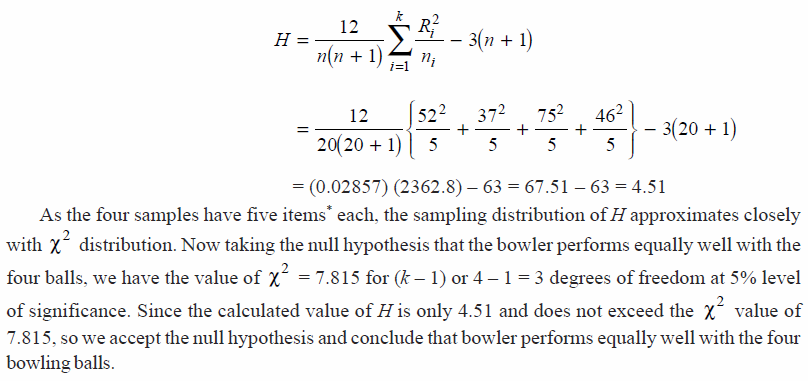 H = \frac{12}{n(n + 1)} \sum_{i=1}^{k} \frac{R_i^2}{n_i} − 3(n + 1)
= \frac{12}{20(20 + 1)} \left\{ \frac{52^2}{5} + \frac{37^2}{5} + \frac{75^2}{5} + \frac{46^2}{5} \right\} − 3(20 + 1)
= (0.02857) (2362.8) – 63 = 67.51 – 63 = 4.51
As the four samples have five items* each, the sampling distribution of H approximates closely
with χ² distribution. Now taking the null hypothesis that the bowler performs equally well with the
four balls, we have the value of χ² = 7.815 for (k – 1) or 4 – 1 = 3 degrees of freedom at 5% level
of significance. Since the calculated value of H is only 4.51 and does not exceed the χ² value of
7.815, so we accept the null hypothesis and conclude that bowler performs equally well with the four
bowling balls.